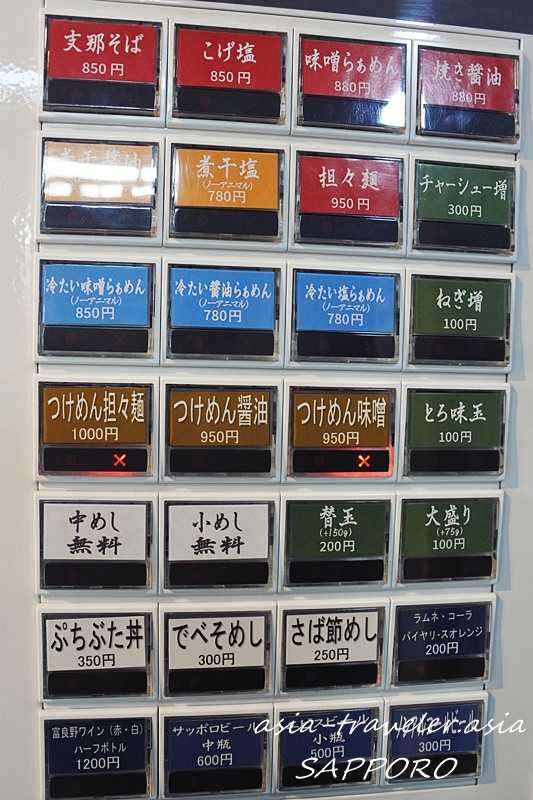 支那そば
850円
こげ塩
850円
味噌らぁめん
880円
焼き醤油
880円
煮干醤油
煮干塩
(ノーアニマル)
780円
担々麺
950円
チャーシュー増
300円
冷たい味噌らぁめん
(ノーアニマル)
850円
冷たい醤油らぁめん
(ノーアニマル)
780円
冷たい塩らぁめん
(ノーアニマル)
780円
ねぎ増
100円
つけめん担々麺
1000円
×
つけめん醤油
950円
つけめん味噌
950円
×
とろ味玉
100円
中めし
無料
小めし
無料
替玉
(+150g)
200円
大盛り
(+75g)
100円
ぷちぶた丼
350円
でべそめし
300円
さば節めし
250円
ラムネ・コーラ
バイヤリ-スオレンジ
200円
富良野ワイン(赤・白)
ハーフボトル
1200円
サッポロビール
中瓶
600円
小瓶
500円
300円
asia-traveler.asia
SAPPORO